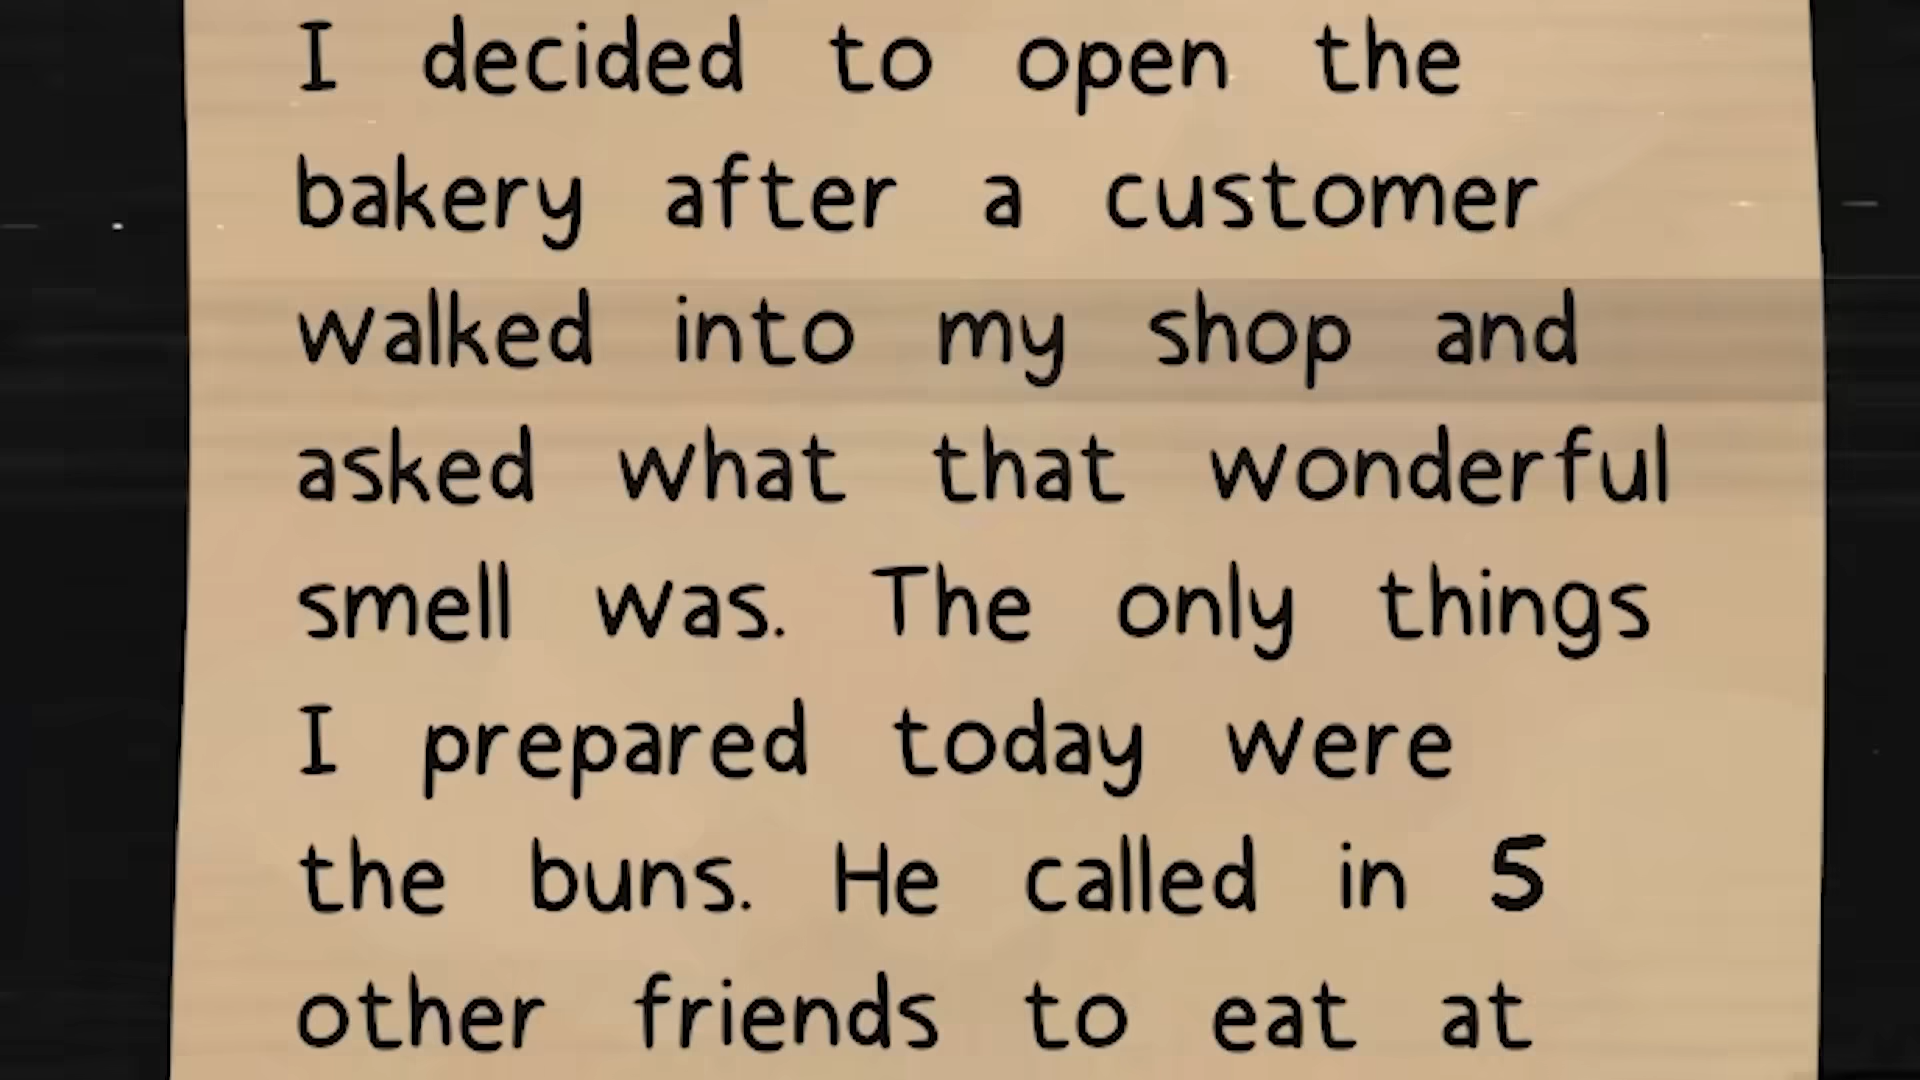 I decided to open the
bakery after a customer
walked into my shop and
asked what that wonderful
smell was. The only things
I prepared today were
the buns. He called in 5
other friends to eat at